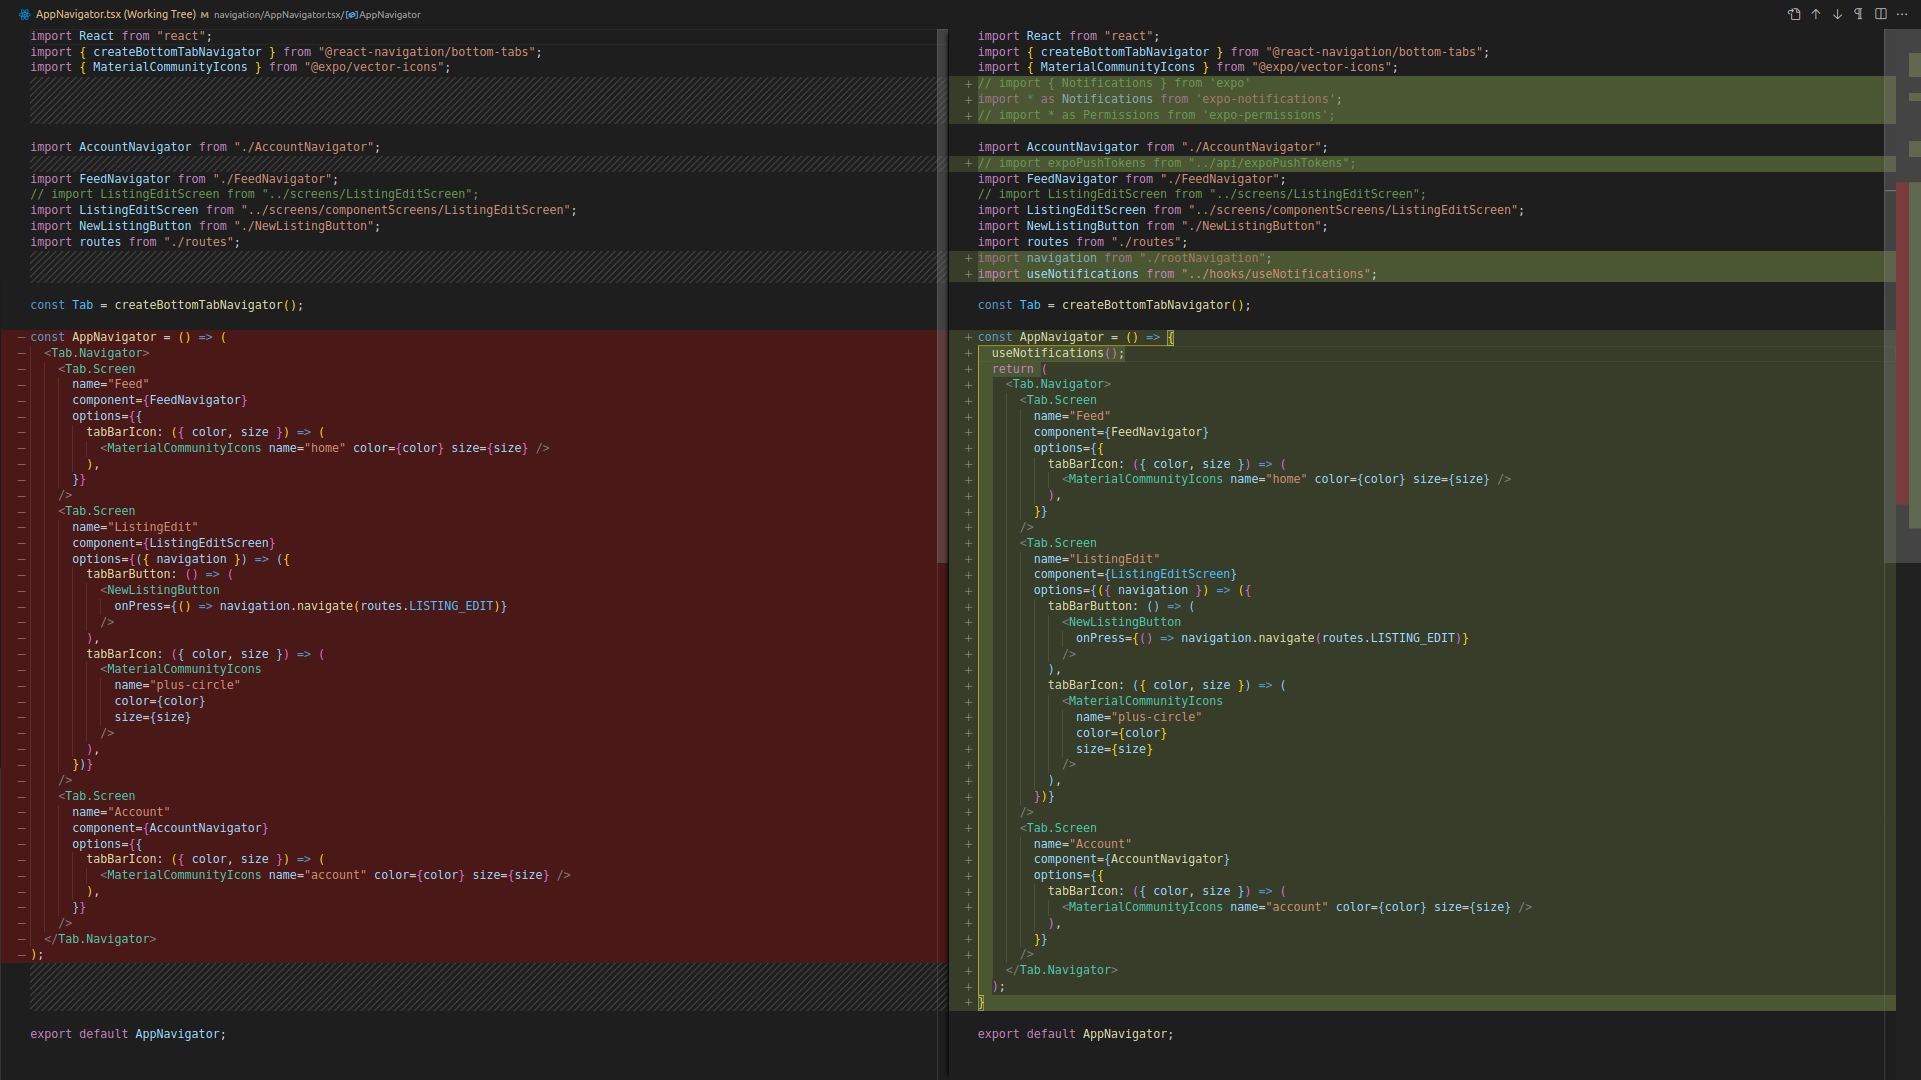 AppNavigator.tsx (Working Tree) M navigation/AppNavigator.tsx/AppNavigator
import React from "react";
import { createBottomTabNavigator } from "@react-navigation/bottom-tabs";
import { MaterialCommunityIcons } from "@expo/vector-icons";
import AccountNavigator from "./AccountNavigator";
import FeedNavigator from "./FeedNavigator";
// import ListingEditScreen from "../screens/ListingEditScreen";
import ListingEditScreen from "../screens/componentScreens/ListingEditScreen";
import NewListingButton from "./NewListingButton";
import routes from "./routes";
const Tab = createBottomTabNavigator();
— const AppNavigator = () => (
— <Tab.Navigator>
— <Tab.Screen
— name="Feed"
— component={FeedNavigator}
— options={{
— tabBarIcon: ({ color, size }) => (
— <MaterialCommunityIcons name="home" color={color} size={size} />
— ),
— }}
— />
— <Tab.Screen
— name="ListingEdit"
— component={ListingEditScreen}
— options={({ navigation }) => ({
— tabBarButton: () => (
— <NewListingButton
— onPress={() => navigation.navigate(routes.LISTING_EDIT)}
— />
— ),
— tabBarIcon: ({ color, size }) => (
— <MaterialCommunityIcons
— name="plus-circle"
— color={color}
— size={size}
— />
— ),
— })}
— />
— <Tab.Screen
— name="Account"
— component={AccountNavigator}
— options={{
— tabBarIcon: ({ color, size }) => (
— <MaterialCommunityIcons name="account" color={color} size={size} />
— ),
— }}
— />
— </Tab.Navigator>
— );
export default AppNavigator;
import React from "react";
import { createBottomTabNavigator } from "@react-navigation/bottom-tabs";
import { MaterialCommunityIcons } from "@expo/vector-icons";
+ // import { Notifications } from 'expo'
+ import * as Notifications from 'expo-notifications';
+ // import * as Permissions from 'expo-permissions';
import AccountNavigator from "./AccountNavigator";
+ // import expoPushTokens from "../api/expoPushTokens";
import FeedNavigator from "./FeedNavigator";
// import ListingEditScreen from "../screens/ListingEditScreen";
import ListingEditScreen from "../screens/componentScreens/ListingEditScreen";
import NewListingButton from "./NewListingButton";
import routes from "./routes";
+ import navigation from "./rootNavigation";
+ import useNotifications from "../hooks/useNotifications";
const Tab = createBottomTabNavigator();
+ const AppNavigator = () => {
+ useNotifications();
+ return (
+ <Tab.Navigator>
+ <Tab.Screen
+ name="Feed"
+ component={FeedNavigator}
+ options={{
+ tabBarIcon: ({ color, size }) => (
+ <MaterialCommunityIcons name="home" color={color} size={size} />
+ ),
+ }}
+ />
+ <Tab.Screen
+ name="ListingEdit"
+ component={ListingEditScreen}
+ options={({ navigation }) => ({
+ tabBarButton: () => (
+ <NewListingButton
+ onPress={() => navigation.navigate(routes.LISTING_EDIT)}
+ />
+ ),
+ tabBarIcon: ({ color, size }) => (
+ <MaterialCommunityIcons
+ name="plus-circle"
+ color={color}
+ size={size}
+ />
+ ),
+ })}
+ />
+ <Tab.Screen
+ name="Account"
+ component={AccountNavigator}
+ options={{
+ tabBarIcon: ({ color, size }) => (
+ <MaterialCommunityIcons name="account" color={color} size={size} />
+ ),
+ }}
+ />
+ </Tab.Navigator>
+ );
+ }
export default AppNavigator;